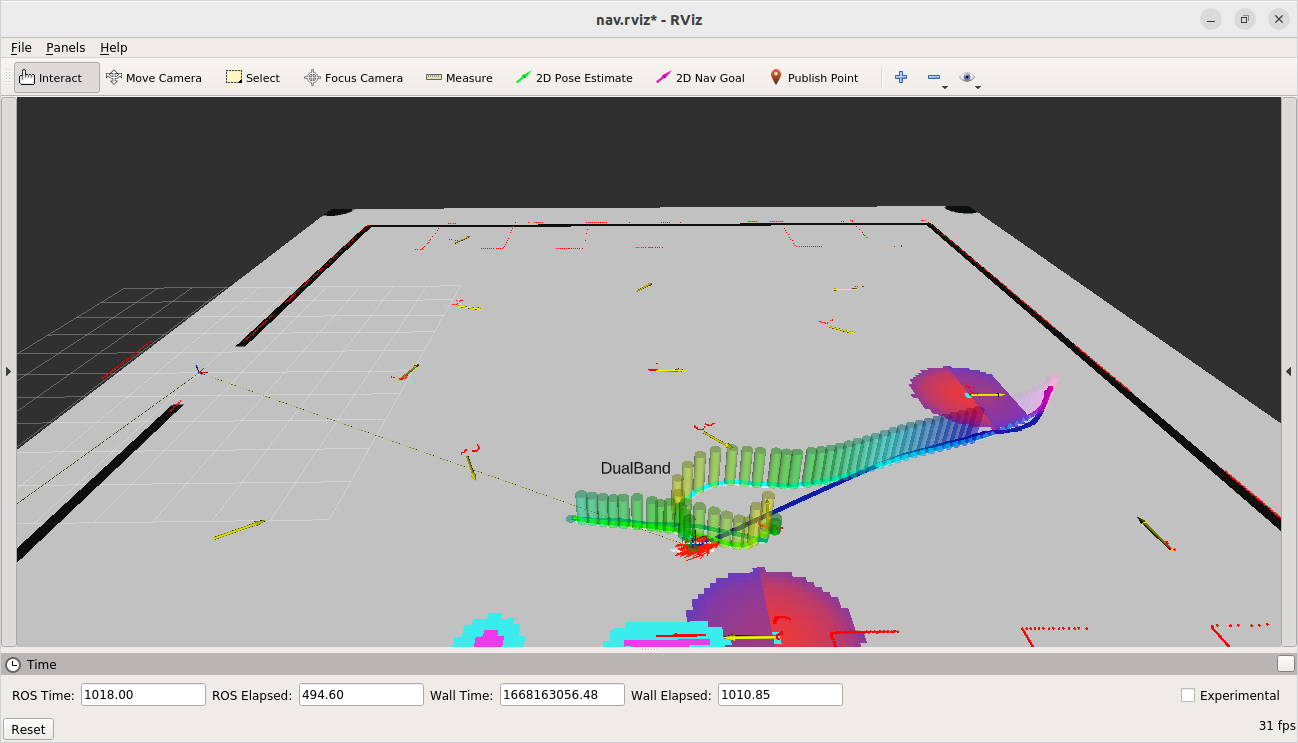 nav.rviz* - RViz
File Panels Help
Interact Move Camera Select Focus Camera Measure 2D Pose Estimate 2D Nav Goal Publish Point
DualBand
Time
ROS Time: 1018.00 ROS Elapsed: 494.60 Wall Time: 1668163056.48 Wall Elapsed: 1010.85 Experimental
Reset 31 fps